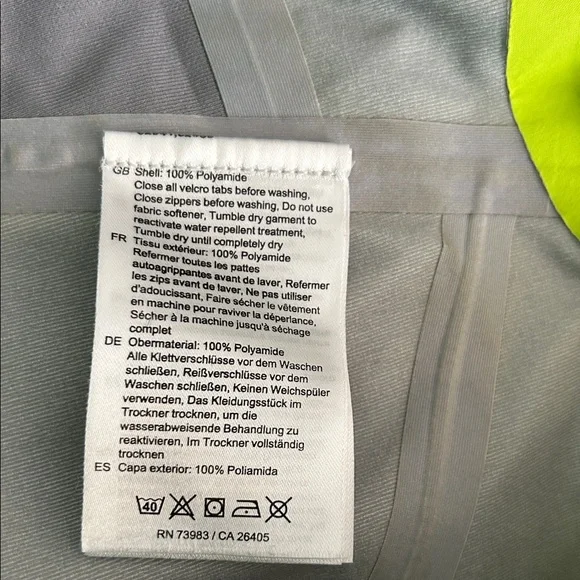 GB Shell: 100% Polyamide
Close all velcro tabs before washing,
Close zippers before washing, Do not use
fabric softener, Tumble dry garment to
reactivate water repellent treatment,
Tumble dry until completely dry
FR Tissu extérieur: 100% Polyamide
Refermer toutes les pattes
autoagrippantes avant de laver, Refermer
les zips avant de laver, Ne pas utiliser
d'adoucissant, Faire sécher le vêtement
en machine pour raviver la déperlance,
Sécher à la machine jusqu'à séchage
complet
DE Obermaterial: 100% Polyamide
Alle Klettverschlüsse vor dem Waschen
schließen, Reißverschlüsse vor dem
Waschen schließen, Keinen Weichspüler
verwenden, Das Kleidungsstück im
Trockner trocknen, um die
wasserabweisende Behandlung zu
reaktivieren, Im Trockner vollständig
trocknen
ES Capa exterior: 100% Poliamida
40
RN 73983 / CA 26405